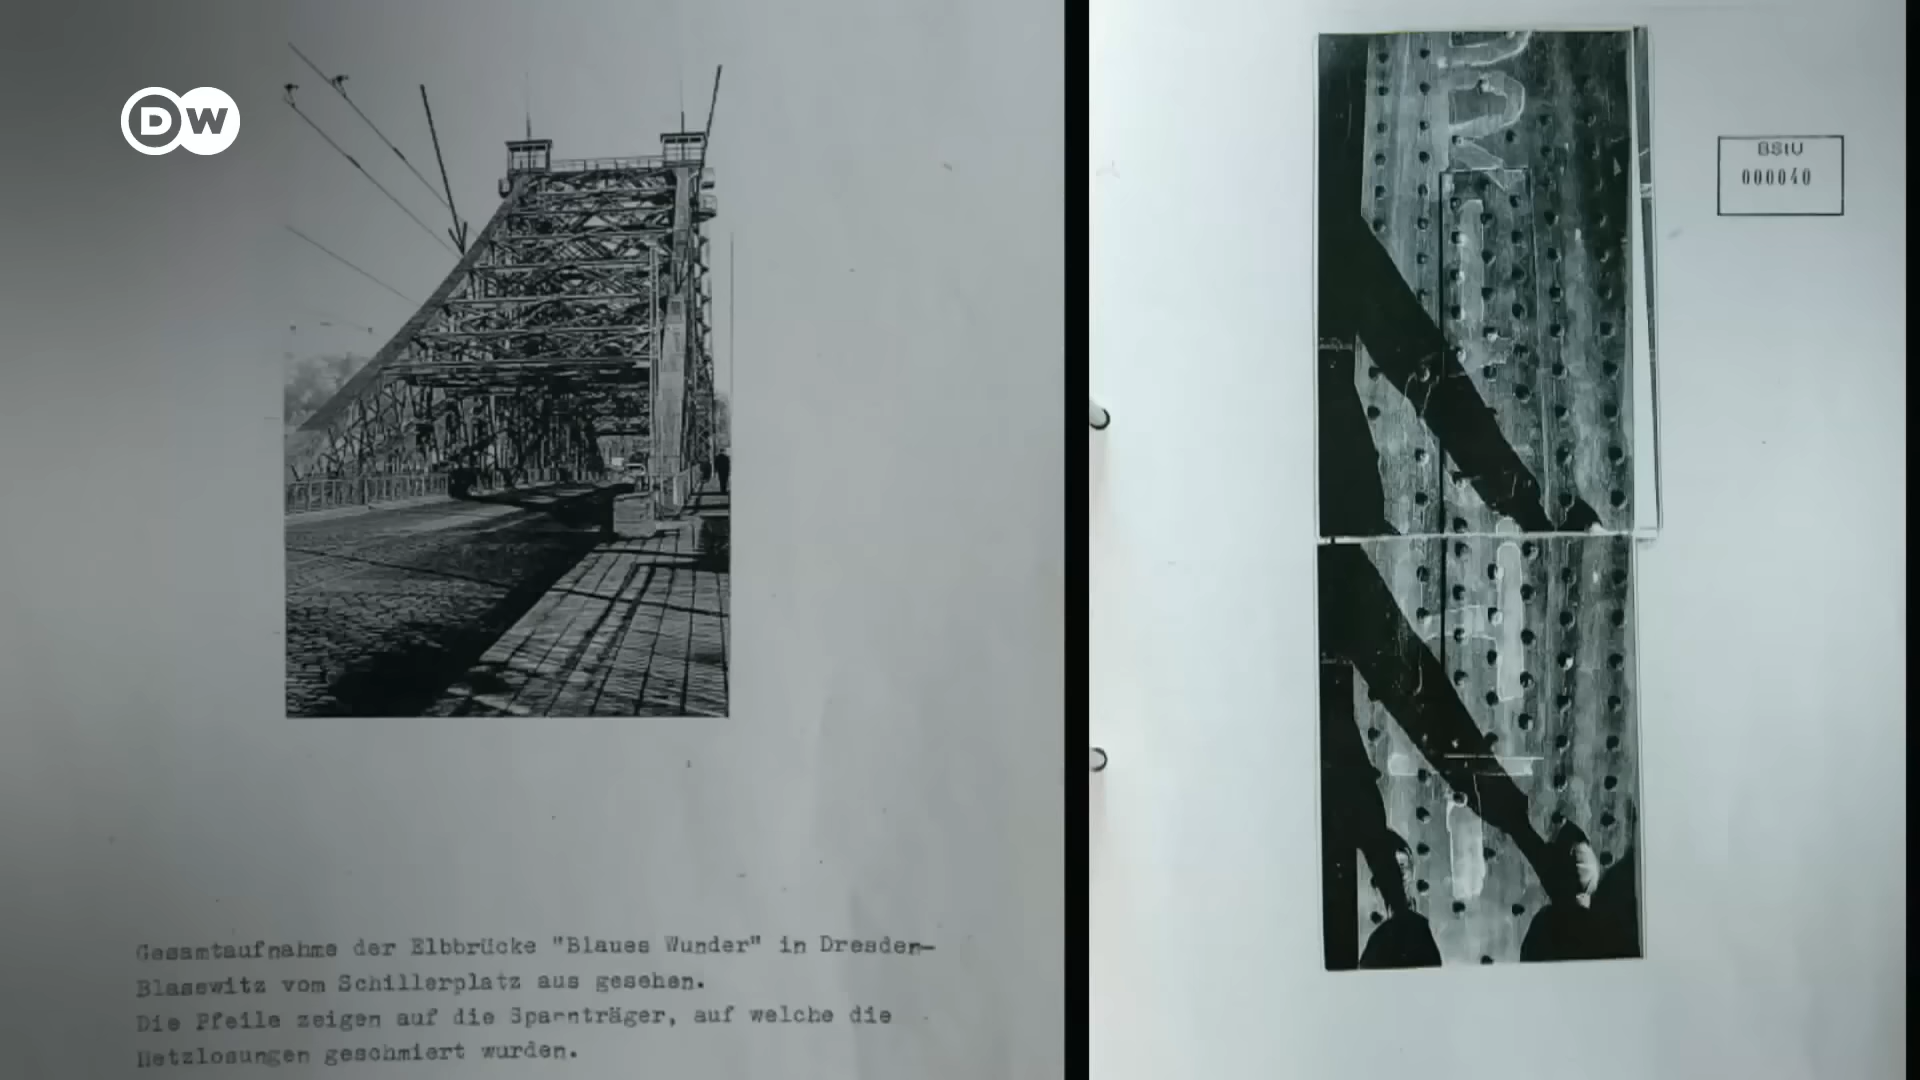 DW
BStU
000040
Gesamtaufnahme der Elbbrücke "Blaues Wunder" in Dresden-
Blasewitz vom Schillerplatz aus gesehen.
Die Pfeile zeigen auf die Spannträger, auf welche die
Hetzlosungen geschmiert wurden.